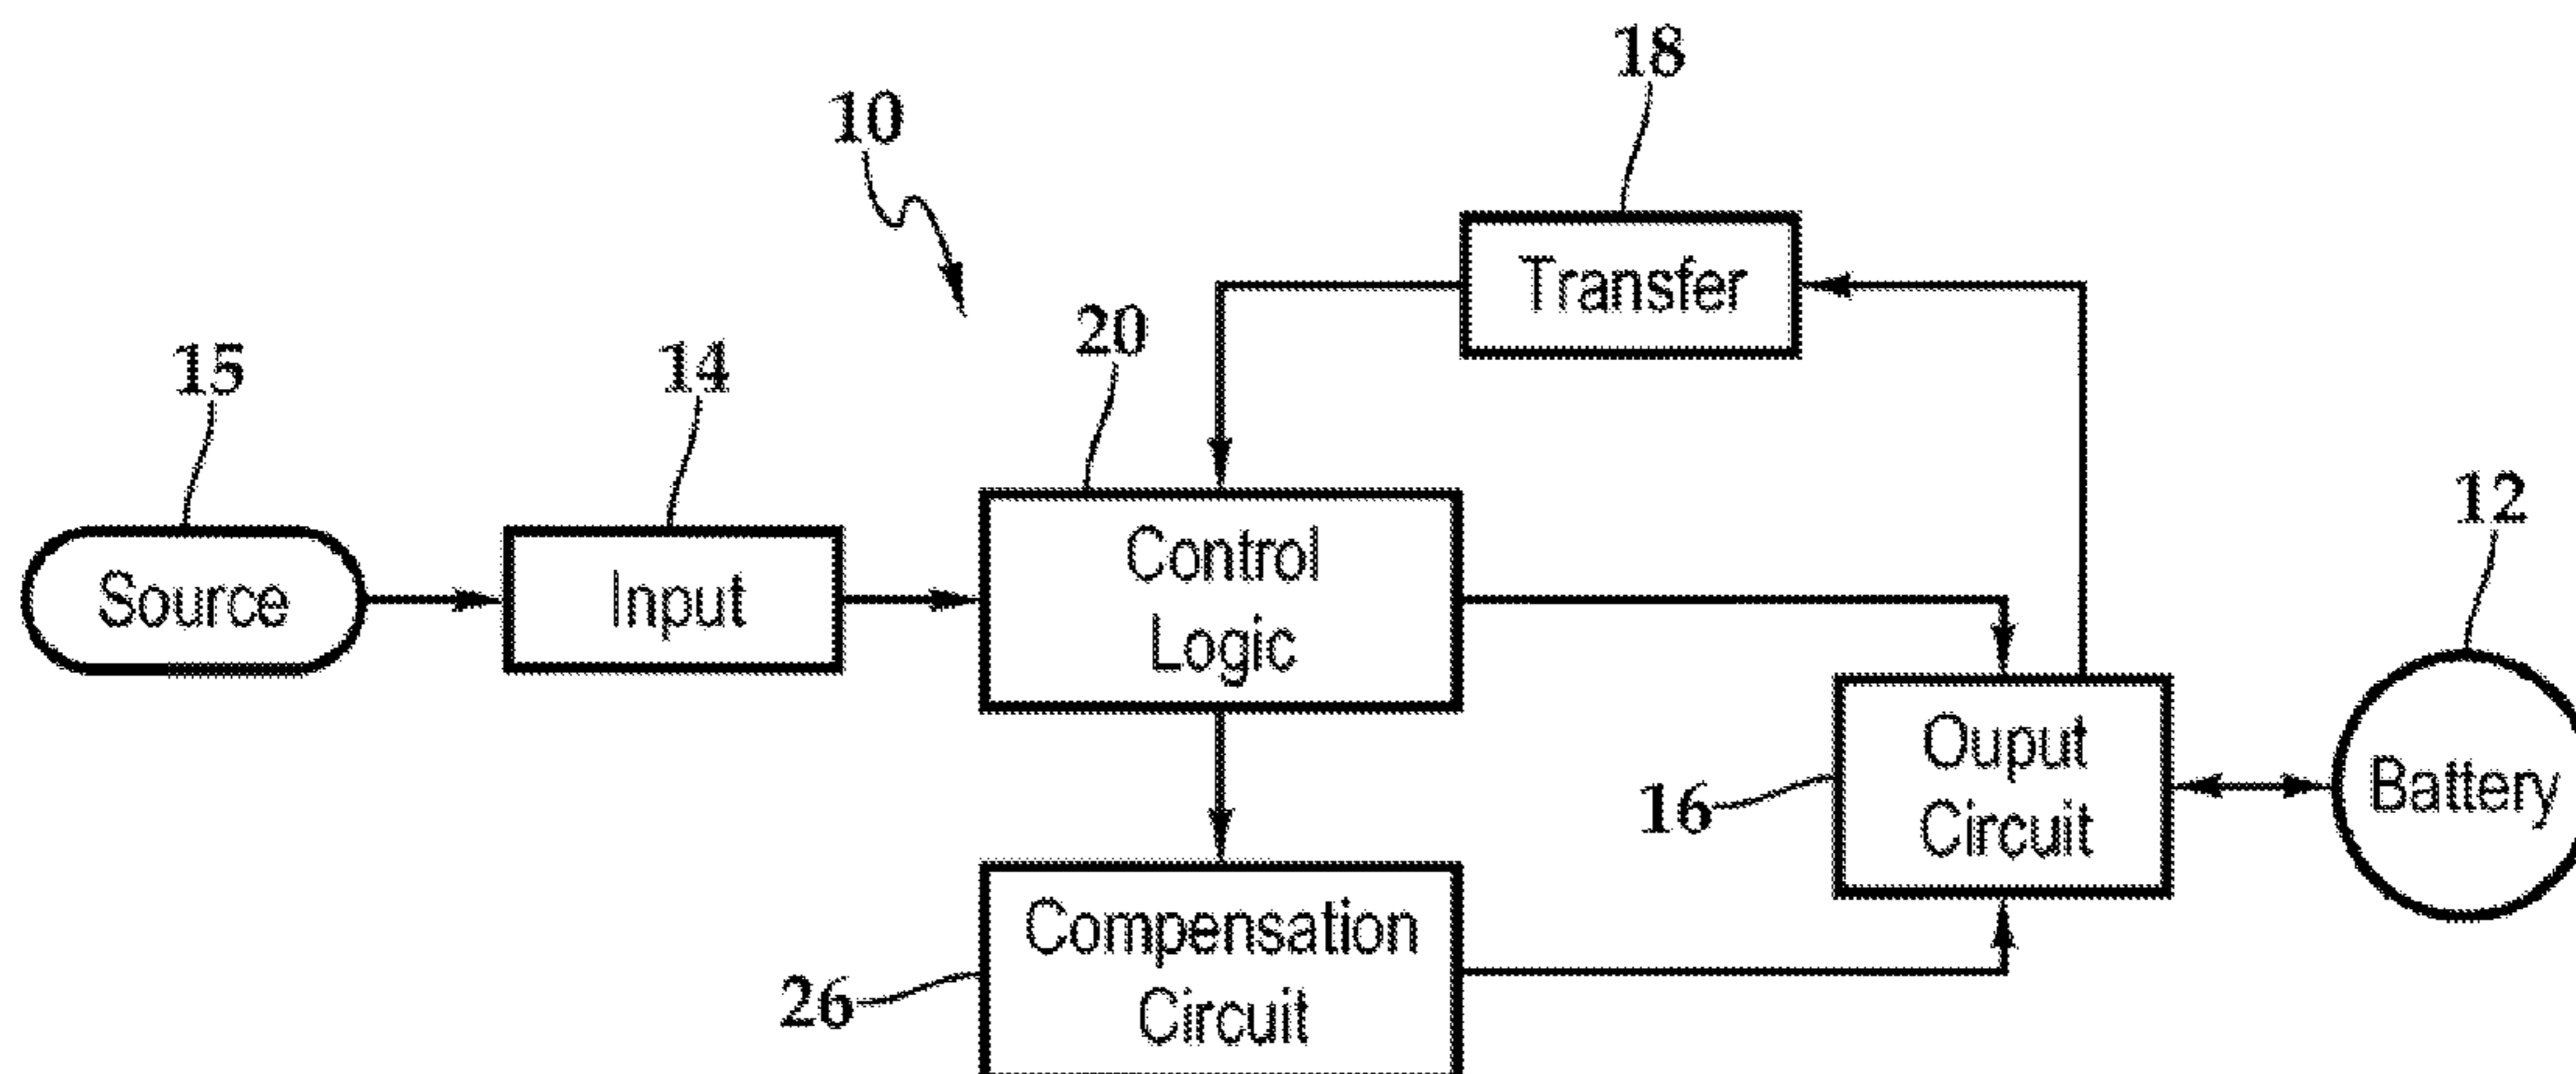 18
10
Transfer
20
15
14
Control
Logic
12
Source
Input
Ouput
Circuit
16
Battery
Compensation
Circuit
26